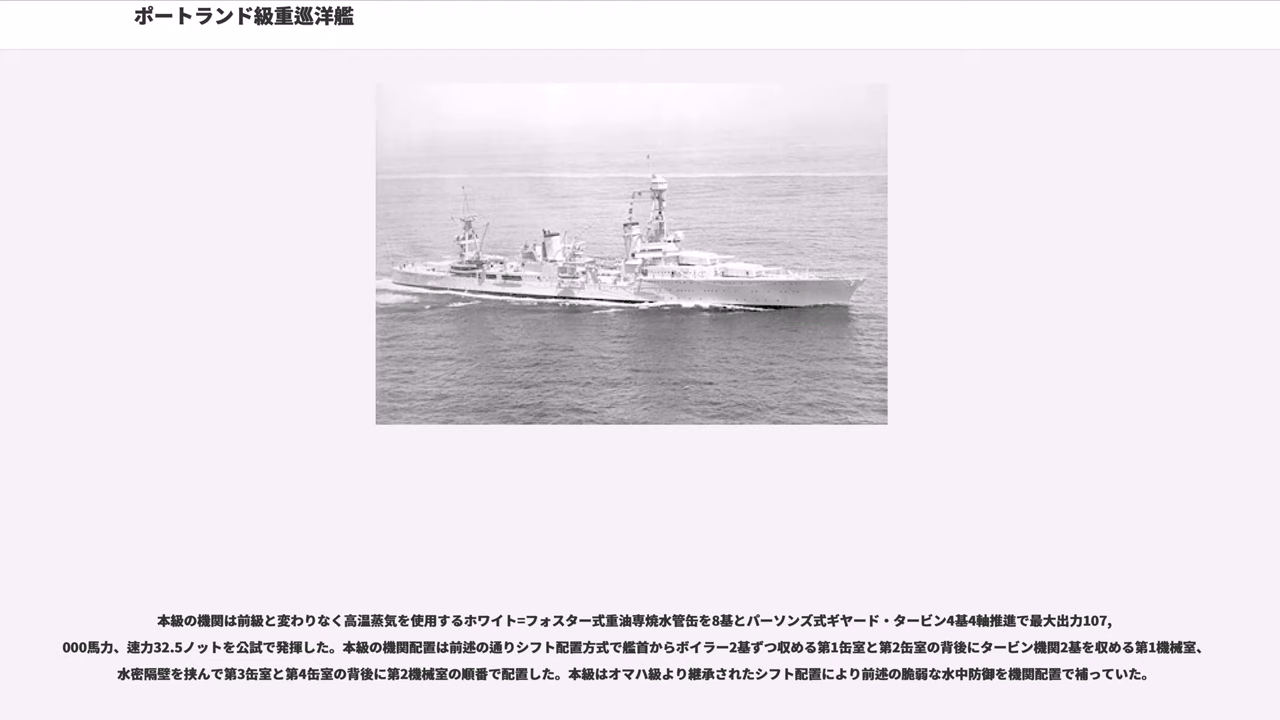 ポートランド級重巡洋艦
本級の機関は前級と変わりなく高温蒸気を使用するホワイト=フォスター式重油専焼水管缶を8基とパーソンズ式ギヤード・タービン4基4軸推進で最大出力107,
000馬力、速力32.5ノットを公試で発揮した。本級の機関配置は前述の通りシフト配置方式で艦首からボイラー2基ずつ収める第1缶室と第2缶室の背後にタービン機関2基を収める第1機械室、
水密隔壁を挟んで第3缶室と第4缶室の背後に第2機械室の順番で配置した。本級はオマハ級より継承されたシフト配置により前述の脆弱な水中防御を機関配置で補っていた。